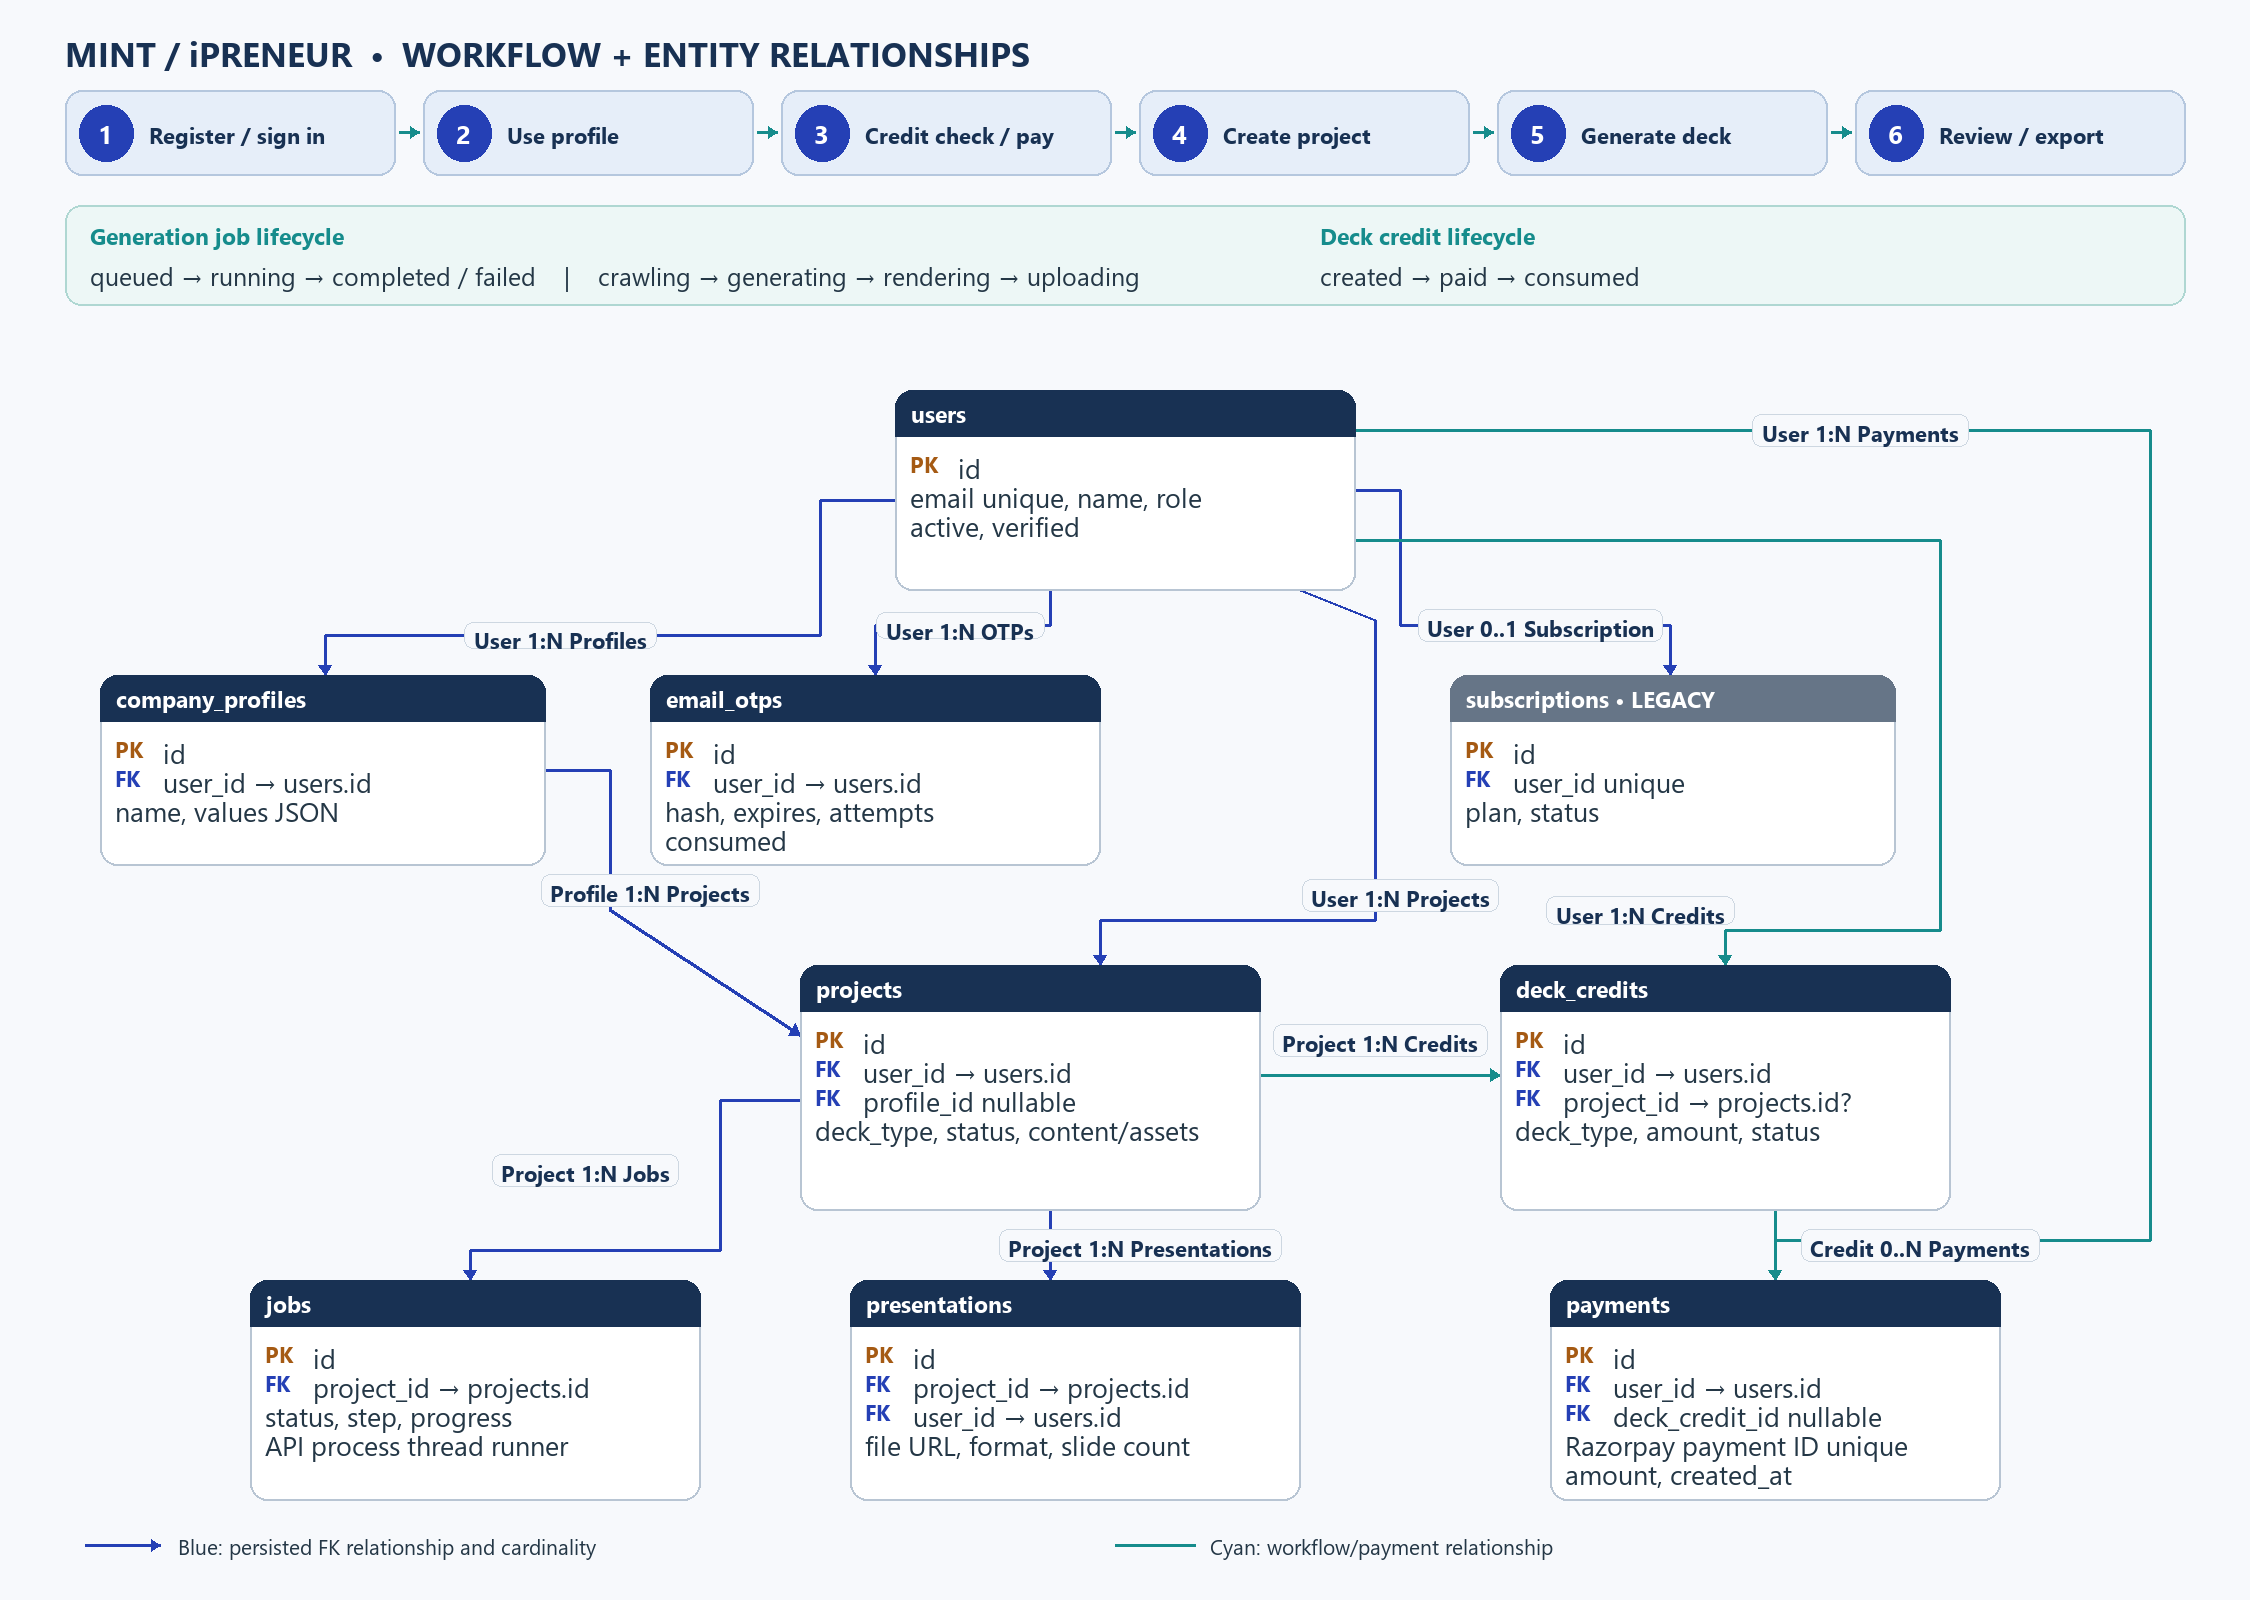 MINT / iPRENEUR • WORKFLOW + ENTITY RELATIONSHIPS
1 Register / sign in
2 Use profile
3 Credit check / pay
4 Create project
5 Generate deck
6 Review / export
Generation job lifecycle
queued → running → completed / failed | crawling → generating → rendering → uploading
Deck credit lifecycle
created → paid → consumed
users
PK id
email unique, name, role
active, verified
User 1:N Payments
User 1:N Profiles
User 1:N OTPs
User 0..1 Subscription
company_profiles
PK id
FK user_id → users.id
name, values JSON
email_otps
PK id
FK user_id → users.id
hash, expires, attempts
consumed
subscriptions • LEGACY
PK id
FK user_id unique
plan, status
Profile 1:N Projects
User 1:N Projects
User 1:N Credits
projects
PK id
FK user_id → users.id
FK profile_id nullable
deck_type, status, content/assets
Project 1:N Credits
deck_credits
PK id
FK user_id → users.id
FK project_id → projects.id?
deck_type, amount, status
Project 1:N Jobs
Project 1:N Presentations
Credit 0..N Payments
jobs
PK id
FK project_id → projects.id
status, step, progress
API process thread runner
presentations
PK id
FK project_id → projects.id
FK user_id → users.id
file URL, format, slide count
payments
PK id
FK user_id → users.id
FK deck_credit_id nullable
Razorpay payment ID unique
amount, created_at
Blue: persisted FK relationship and cardinality
Cyan: workflow/payment relationship